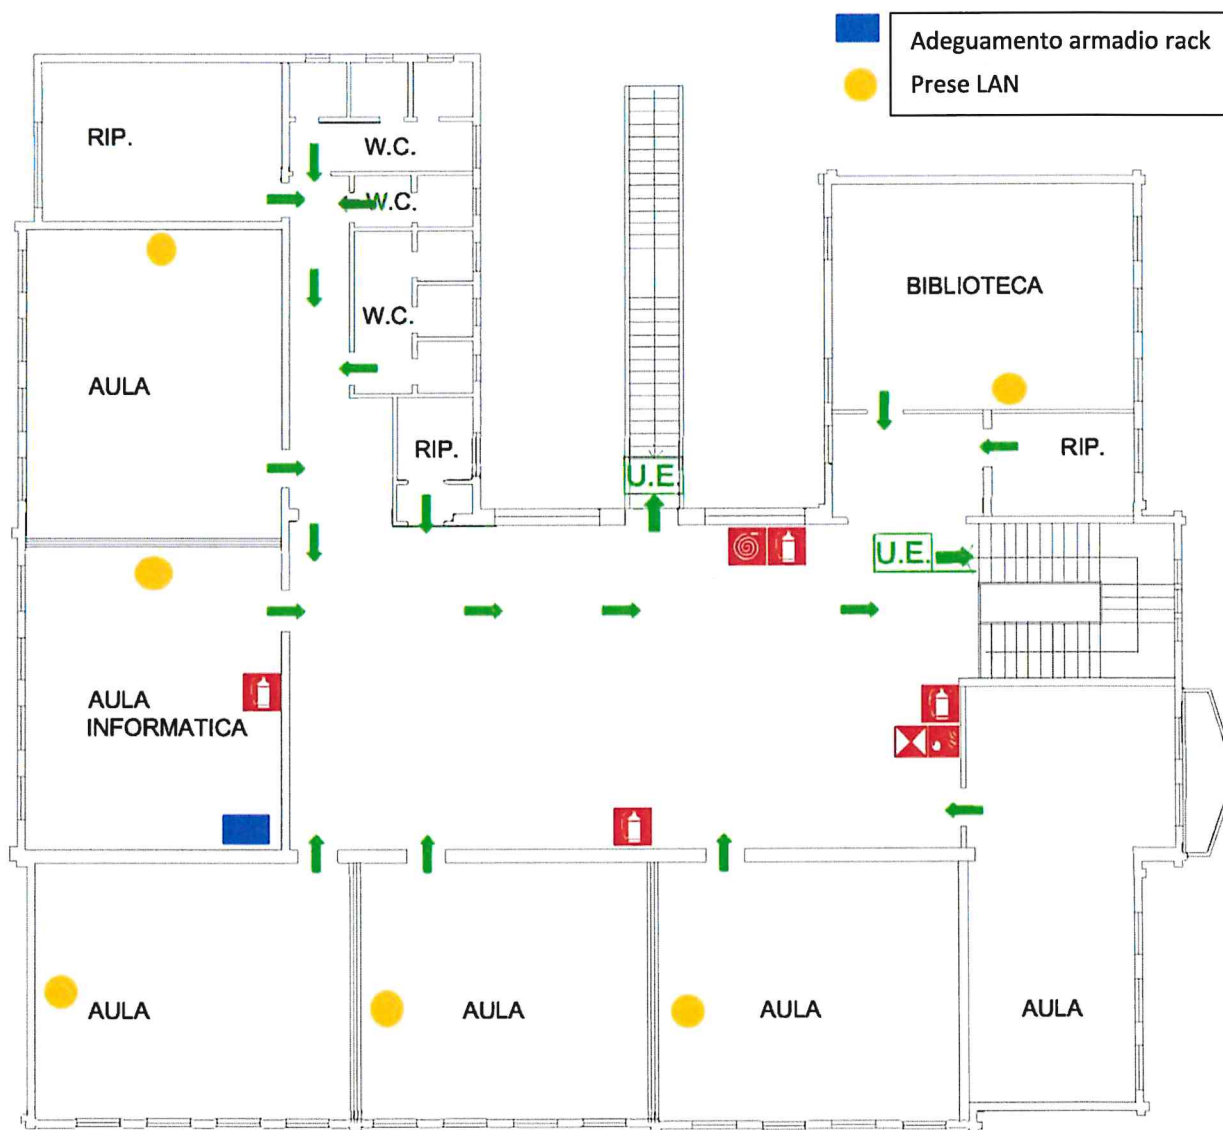 Adeguamento armadio rack
Prese LAN
RIP.
W.C.
W.C.
BIBLIOTECA
W.C.
AULA
RIP.
RIP.
U.E.
U.E.
AULA
INFORMATICA
AULA
AULA
AULA
AULA